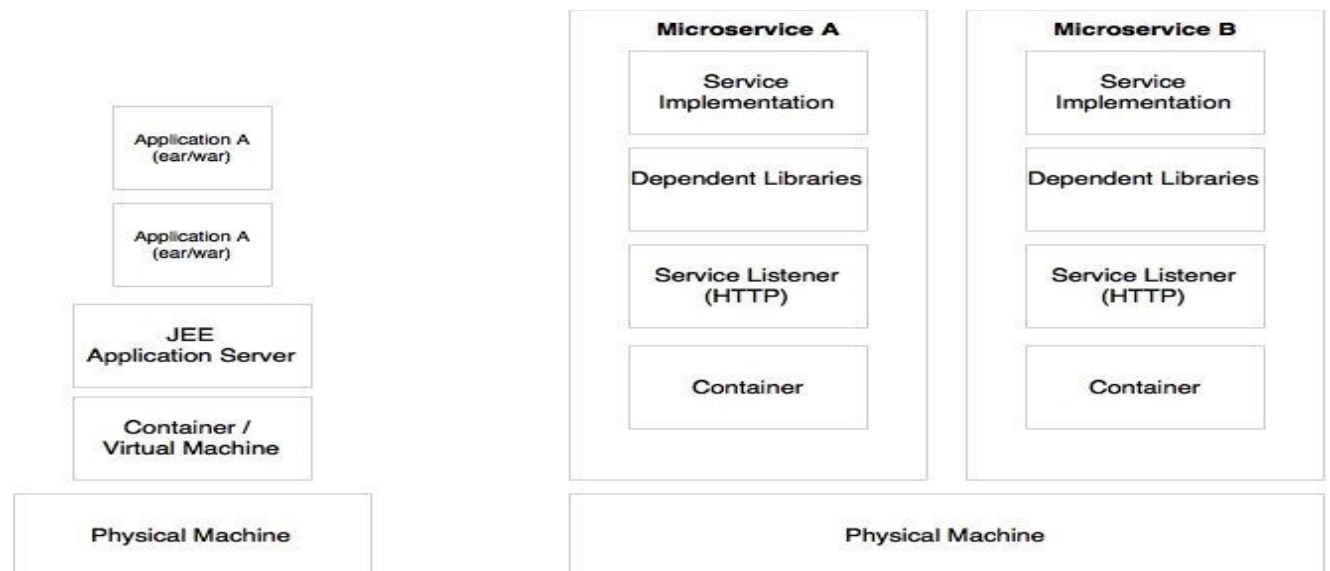 Application A
(ear/war)
Application A
(ear/war)
JEE
Application Server
Container /
Virtual Machine
Physical Machine
Microservice A
Service
Implementation
Dependent Libraries
Service Listener
(HTTP)
Container
Microservice B
Service
Implementation
Dependent Libraries
Service Listener
(HTTP)
Container
Physical Machine